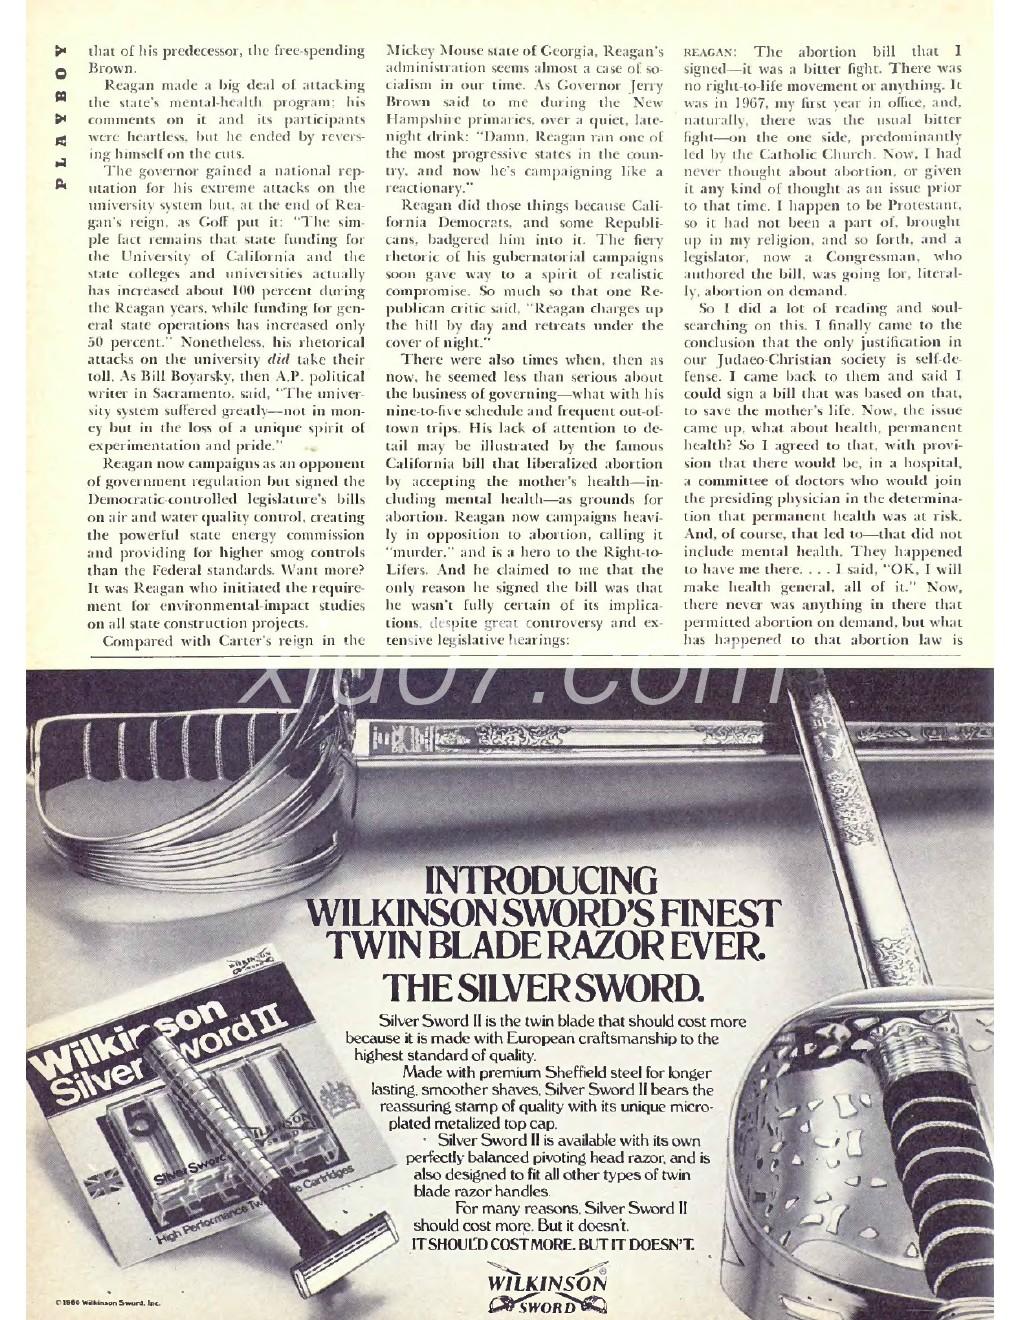 PLAYBOY
that of his predecessor, the free-spending
Brown.
Reagan made a big deal of attacking
the state's mental-health program; his
comments on it and its participants
were heartless, but he ended by revers-
ing himself on the cuts.
The governor gained a national rep-
utation for his extreme attacks on the
university system but, at the end of Rea-
gan's reign, as Goff put it: "The sim-
ple fact remains that state funding for
the University of California and the
state colleges and universities actually
has increased about 100 percent during
the Reagan years, while funding for gen-
eral state operations has increased only
50 percent." Nonetheless, his rhetorical
attacks on the university did take their
toll. As Bill Boyarsky, then A.P. political
writer in Sacramento, said, "The univer-
sity system suffered greatly—not in mon-
ey but in the loss of a unique spirit of
experimentation and pride."
Reagan now campaigns as an opponent
of government regulation but signed the
Democratic-controlled legislature's bills
on air and water quality control, creating
the powerful state energy commission
and providing for higher smog controls
than the Federal standards. Want more?
It was Reagan who initiated the require-
ment for environmental-impact studies
on all state construction projects.
Compared with Carter's reign in the
Mickey Mouse state of Georgia, Reagan's
administration seems almost a case of so-
cialism in our time. As Governor Jerry
Brown said to me during the New
Hampshire primaries, over a quiet, late-
night drink: "Damn, Reagan ran one of
the most progressive states in the coun-
try, and now he's campaigning like a
reactionary."
Reagan did those things because Cali-
fornia Democrats, and some Republi-
cans, badgered him into it. The fiery
rhetoric of his gubernatorial campaigns
soon gave way to a spirit of realistic
compromise. So much so that one Re-
publican critic said, "Reagan charges up
the hill by day and retreats under the
cover of night."
There were also times when, then as
now, he seemed less than serious about
the business of governing—what with his
nine-to-five schedule and frequent out-of-
town trips. His lack of attention to de-
tail may be illustrated by the famous
California bill that liberalized abortion
by accepting the mother's health—in-
cluding mental health—as grounds for
abortion. Reagan now campaigns heavi-
ly in opposition to abortion, calling it
"murder," and is a hero to the Right-to-
Lifers. And he claimed to me that the
only reason he signed the bill was that
he wasn't fully certain of its implica-
tions, despite great controversy and ex-
tensive legislative hearings:
REAGAN: The abortion bill that I
signed—it was a bitter fight. There was
no right-to-life movement or anything. It
was in 1967, my first year in office, and,
naturally, there was the usual bitter
fight—on the one side, predominantly
led by the Catholic Church. Now, I had
never thought about abortion, or given
it any kind of thought as an issue prior
to that time. I happen to be Protestant,
so it had not been a part of, brought
up in my religion, and so forth, and a
legislator, now a Congressman, who
authored the bill, was going for, literal-
ly, abortion on demand.
So I did a lot of reading and soul-
searching on this. I finally came to the
conclusion that the only justification in
our Judaeo-Christian society is self-de-
fense. I came back to them and said I
could sign a bill that was based on that,
to save the mother's life. Now, the issue
came up, what about health, permanent
health? So I agreed to that, with provi-
sion that there would be, in a hospital,
a committee of doctors who would join
the presiding physician in the determina-
tion that permanent health was at risk.
And, of course, that led to—that did not
include mental health. They happened
to have me there. . . . I said, "OK, I will
make health general, all of it." Now,
there never was anything in there that
permitted abortion on demand, but what
has happened to that abortion law is
xiao7.com
INTRODUCING
WILKINSON SWORD'S FINEST
TWIN BLADE RAZOR EVER.
THE SILVER SWORD.
Silver Sword II is the twin blade that should cost more
because it is made with European craftsmanship to the
highest standard of quality.
Made with premium Sheffield steel for longer
lasting, smoother shaves, Silver Sword II bears the
reassuring stamp of quality with its unique micro-
plated metalized top cap.
Silver Sword II is available with its own
perfectly balanced pivoting head razor, and is
also designed to fit all other types of twin
blade razor handles.
For many reasons, Silver Sword II
should cost more. But it doesn't.
IT SHOULD COST MORE. BUT IT DOESN'T.
WILKINSON®
SWORD
WILKINSON
SWORD
Silver
Sword II
5
WILKINSON
SWORD
Silver Sword
High Performance
Cartridges
©1980 Wilkinson Sword, Inc.